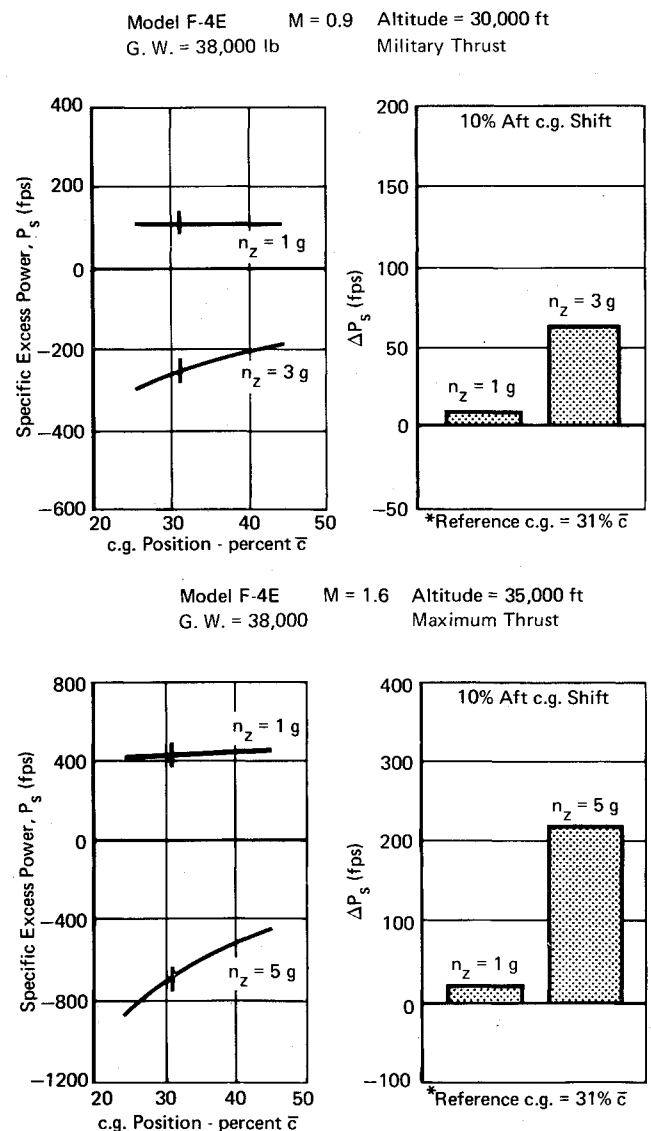 Model F-4E M = 0.9 Altitude = 30,000 ft
G. W. = 38,000 lb Military Thrust
400
200
0
−200
−400
−600
Specific Excess Power, P_s (fps)
n_z = 1 g
n_z = 3 g
20 30 40 50
c.g. Position - percent c̄
200
150
100
50
0
−50
ΔP_s (fps)
10% Aft c.g. Shift
n_z = 3 g
n_z = 1 g
*Reference c.g. = 31% c̄
Model F-4E M = 1.6 Altitude = 35,000 ft
G. W. = 38,000 Maximum Thrust
800
400
0
−400
−800
−1200
Specific Excess Power, P_s (fps)
n_z = 1 g
n_z = 5 g
20 30 40 50
c.g. Position - percent c̄
400
300
200
100
0
−100
ΔP_s (fps)
10% Aft c.g. Shift
n_z = 5 g
n_z = 1 g
*Reference c.g. = 31% c̄